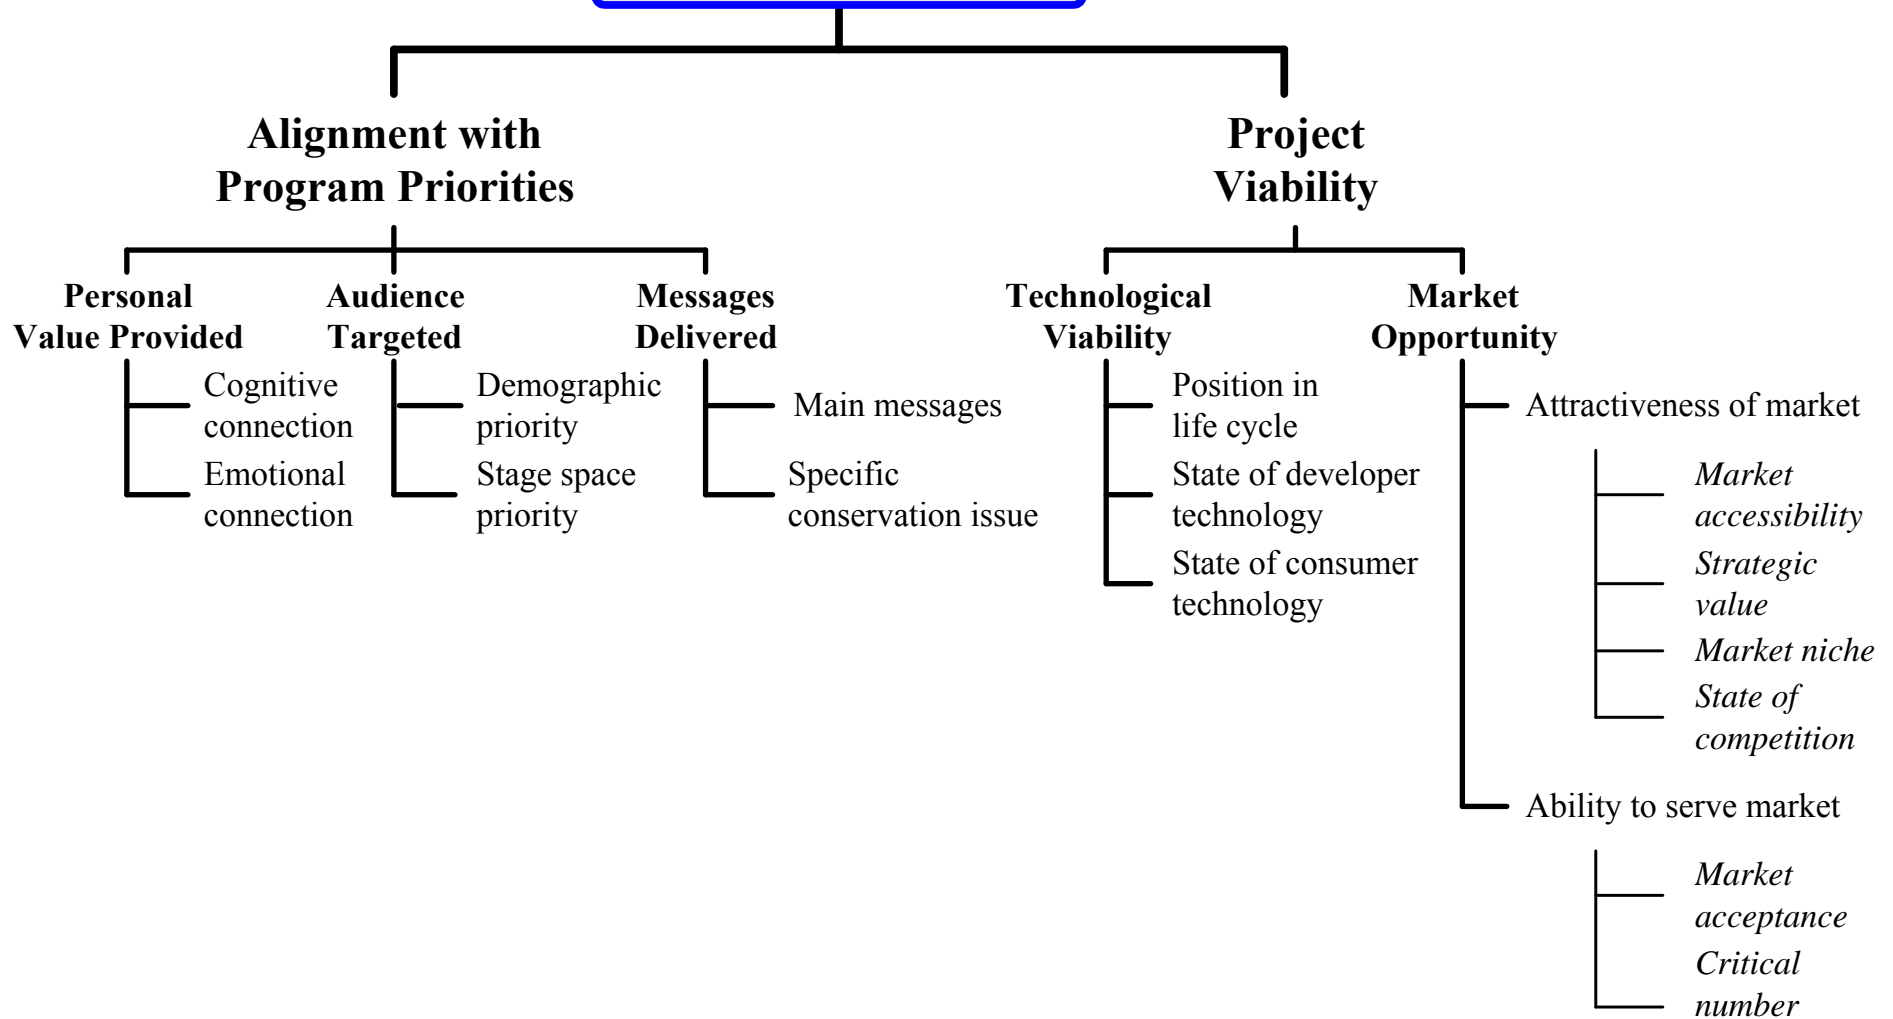 Alignment with
Program Priorities
Project
Viability
Personal
Value Provided
Audience
Targeted
Messages
Delivered
Technological
Viability
Market
Opportunity
Cognitive
connection
Emotional
connection
Demographic
priority
Stage space
priority
Main messages
Specific
conservation issue
Position in
life cycle
State of developer
technology
State of consumer
technology
Attractiveness of market
Market
accessibility
Strategic
value
Market niche
State of
competition
Ability to serve market
Market
acceptance
Critical
number